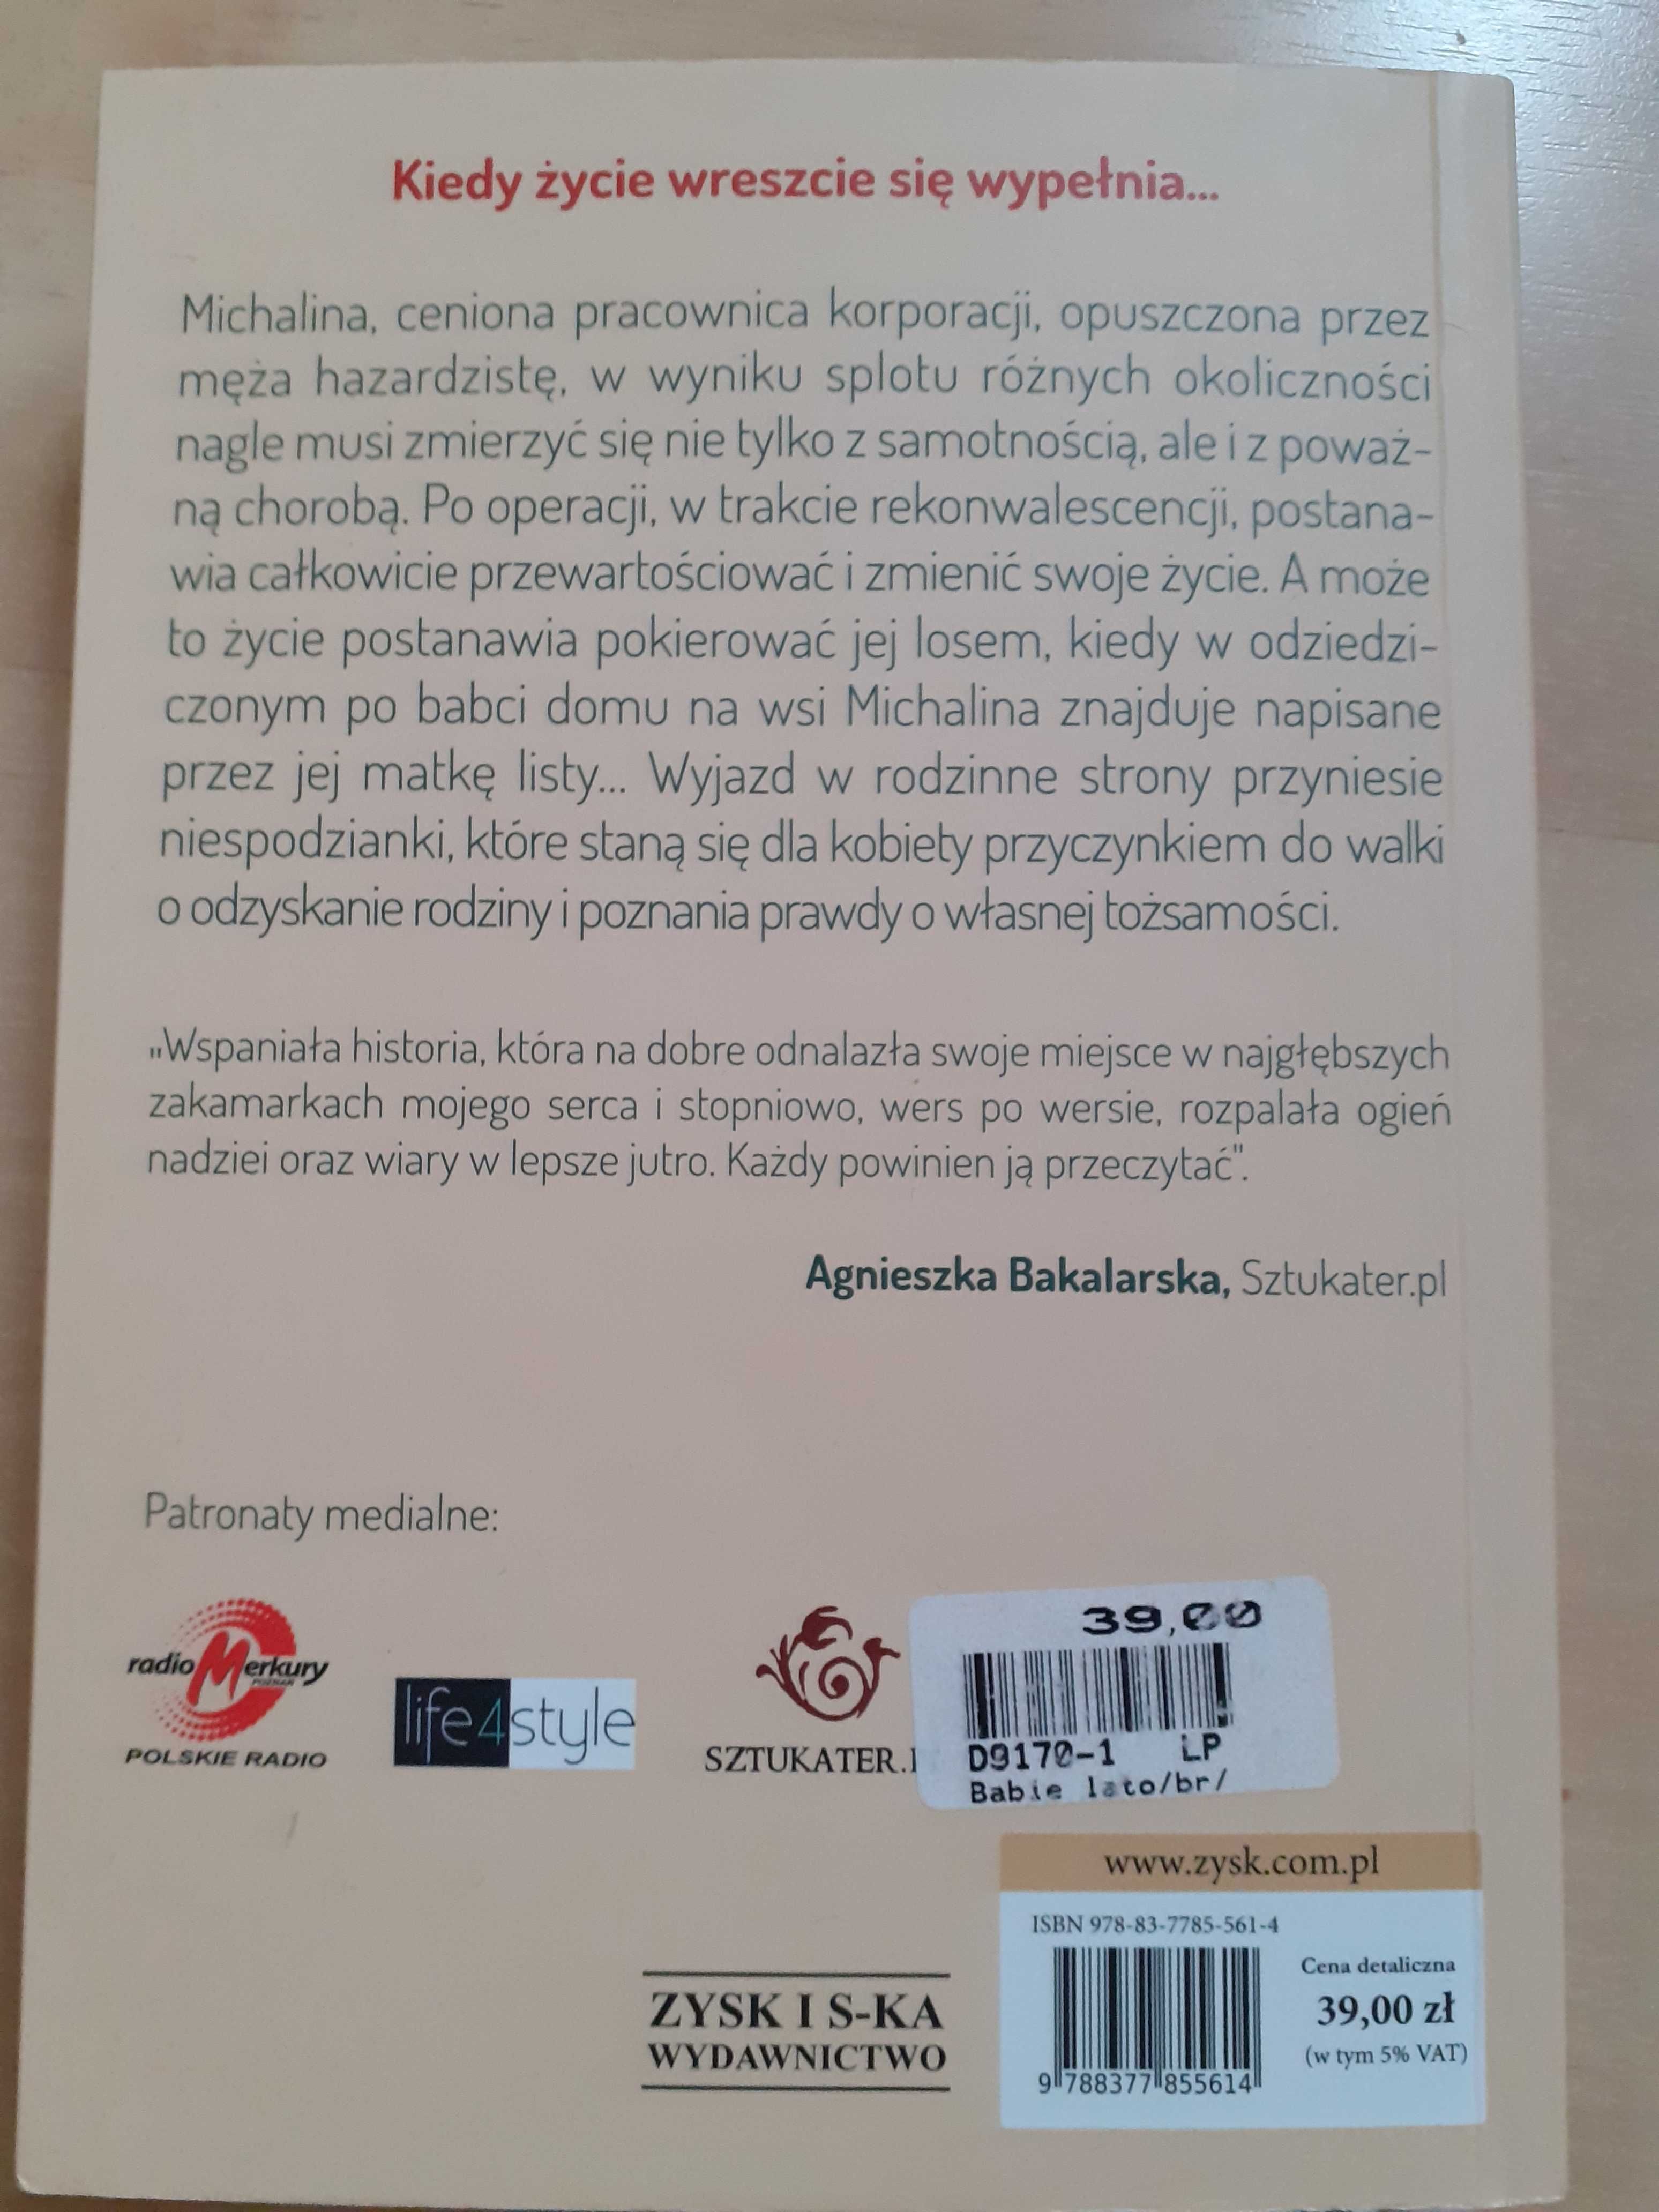 Kiedy życie wreszcie się wypełnia...
Michalina, ceniona pracownica korporacji, opuszczona przez
męża hazardzistę, w wyniku splotu różnych okoliczności
nagle musi zmierzyć się nie tylko z samotnością, ale i z poważ-
ną chorobą. Po operacji, w trakcie rekonwalescencji, postana-
wia całkowicie przewartościować i zmienić swoje życie. A może
to życie postanawia pokierować jej losem, kiedy w odziedzi-
czonym po babci domu na wsi Michalina znajduje napisane
przez jej matkę listy... Wyjazd w rodzinne strony przyniesie
niespodzianki, które staną się dla kobiety przyczynkiem do walki
o odzyskanie rodziny i poznania prawdy o własnej tożsamości.
„Wspaniała historia, która na dobre odnalazła swoje miejsce w najgłębszych
zakamarkach mojego serca i stopniowo, wers po wersie, rozpalała ogień
nadziei oraz wiary w lepsze jutro. Każdy powinien ją przeczytać".
Agnieszka Bakalarska, Sztukater.pl
Patronaty medialne:
radio Merkury
POZNAŃ
POLSKIE RADIO
life4style
SZTUKATER.
39,00
D9170-1 LP
Babie lato/br/
www.zysk.com.pl
ISBN 978-83-7785-561-4
Cena detaliczna
39,00 zł
(w tym 5% VAT)
9 788377 855614
ZYSK I S-KA
WYDAWNICTWO